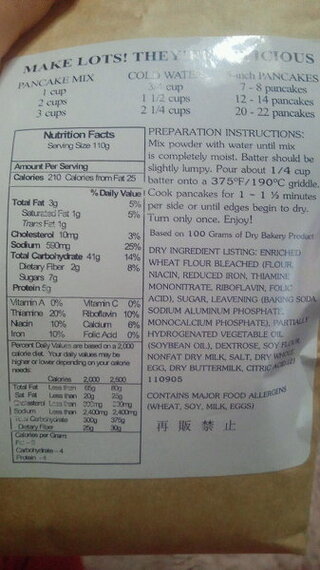 MAKE LOTS! THEY'RE DELICIOUS
PANCAKE MIX COLD WATER -inch PANCAKES
1 cup 3/4 cup 7 - 8 pancakes
2 cups 1 1/2 cups 12 - 14 pancakes
3 cups 2 1/4 cups 20 - 22 pancakes
Nutrition Facts
Serving Size 110g
Amount Per Serving
Calories 210 Calories from Fat 25
% Daily Value
Total Fat 3g 5%
Saturated Fat 1g 5%
Trans Fat 1g
Cholesterol 10mg 3%
Sodium 590mg 25%
Total Carbohydrate 41g 14%
Dietary Fiber 2g 8%
Sugars 7g
Protein 5g
Vitamin A 0% Vitamin C 0%
Thiamine 20% Riboflavin 10%
Niacin 10% Calcium 6%
Iron 10% Folic Acid 0%
Percent Daily Values are based on a 2,000
calorie diet. Your daily values may be
higher or lower depending on your calorie
needs:
Calories 2,000 2,500
Total Fat Less than 65g 80g
Sat. Fat Less than 20g 25g
Cholesterol Less than 300mg
Sodium Less than 2,400mg 2,400mg
Total Carbohydrate 300g 375g
Dietary Fiber 25g 30g
Calories per Gram:
Carbohydrate - 4
Protein - 4
PREPARATION INSTRUCTIONS:
Mix powder with water until mix
is completely moist. Batter should be
slightly lumpy. Pour about 1/4 cup
batter onto a 375°F/190°C griddle.
Cook pancakes for 1 ~ 1 ½ minutes
per side or until edges begin to dry.
Turn only once. Enjoy!
Based on 100 Grams of Dry Bakery Product
DRY INGREDIENT LISTING: ENRICHED
WHEAT FLOUR BLEACHED (FLOUR,
NIACIN, REDUCED IRON, THIAMINE
MONONITRATE, RIBOFLAVIN, FOLIC
ACID), SUGAR, LEAVENING (BAKING SODA,
SODIUM ALUMINUM PHOSPHATE,
MONOCALCIUM PHOSPHATE), PARTIALLY
HYDROGENATED VEGETABLE OIL
(SOYBEAN OIL), DEXTROSE, SOY FLOUR,
NONFAT DRY MILK, SALT, DRY WHOLE
EGG, DRY BUTTERMILK, CITRIC ACID.
110905
CONTAINS MAJOR FOOD ALLERGENS
(WHEAT, SOY, MILK, EGGS)
再販禁止